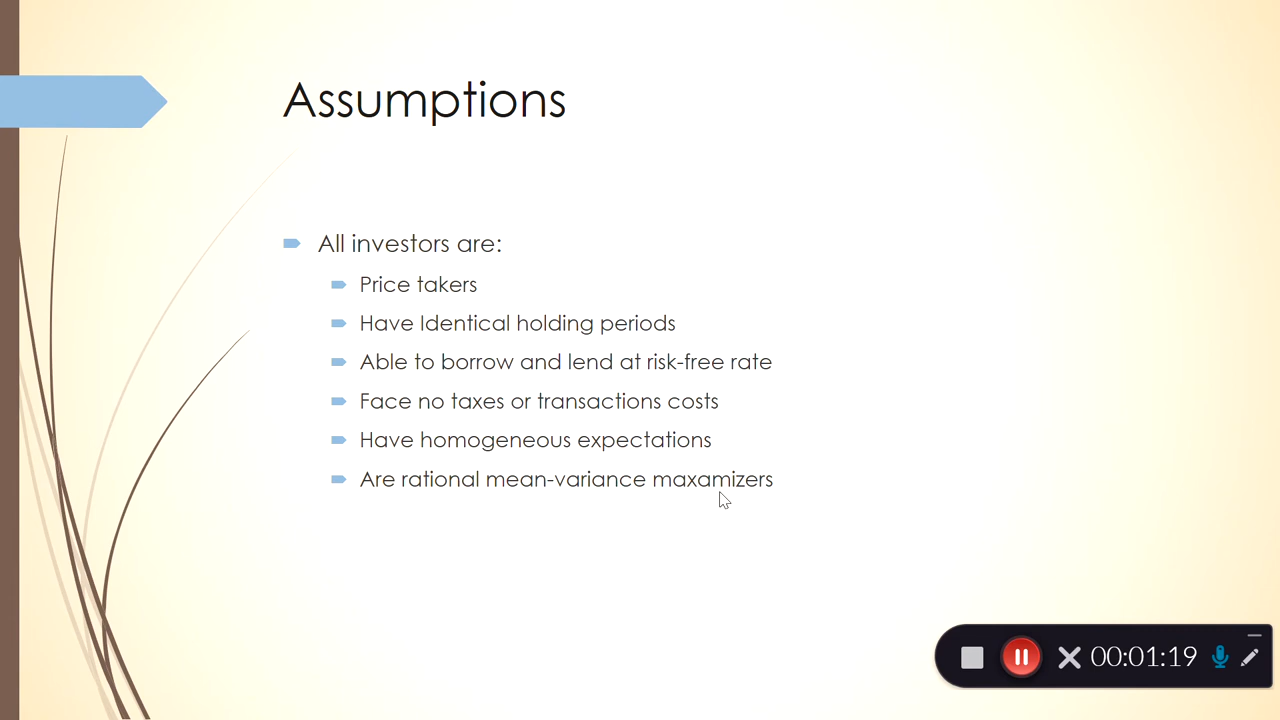 Assumptions
All investors are:
Price takers
Have Identical holding periods
Able to borrow and lend at risk-free rate
Face no taxes or transactions costs
Have homogeneous expectations
Are rational mean-variance maxamizers
00:01:19